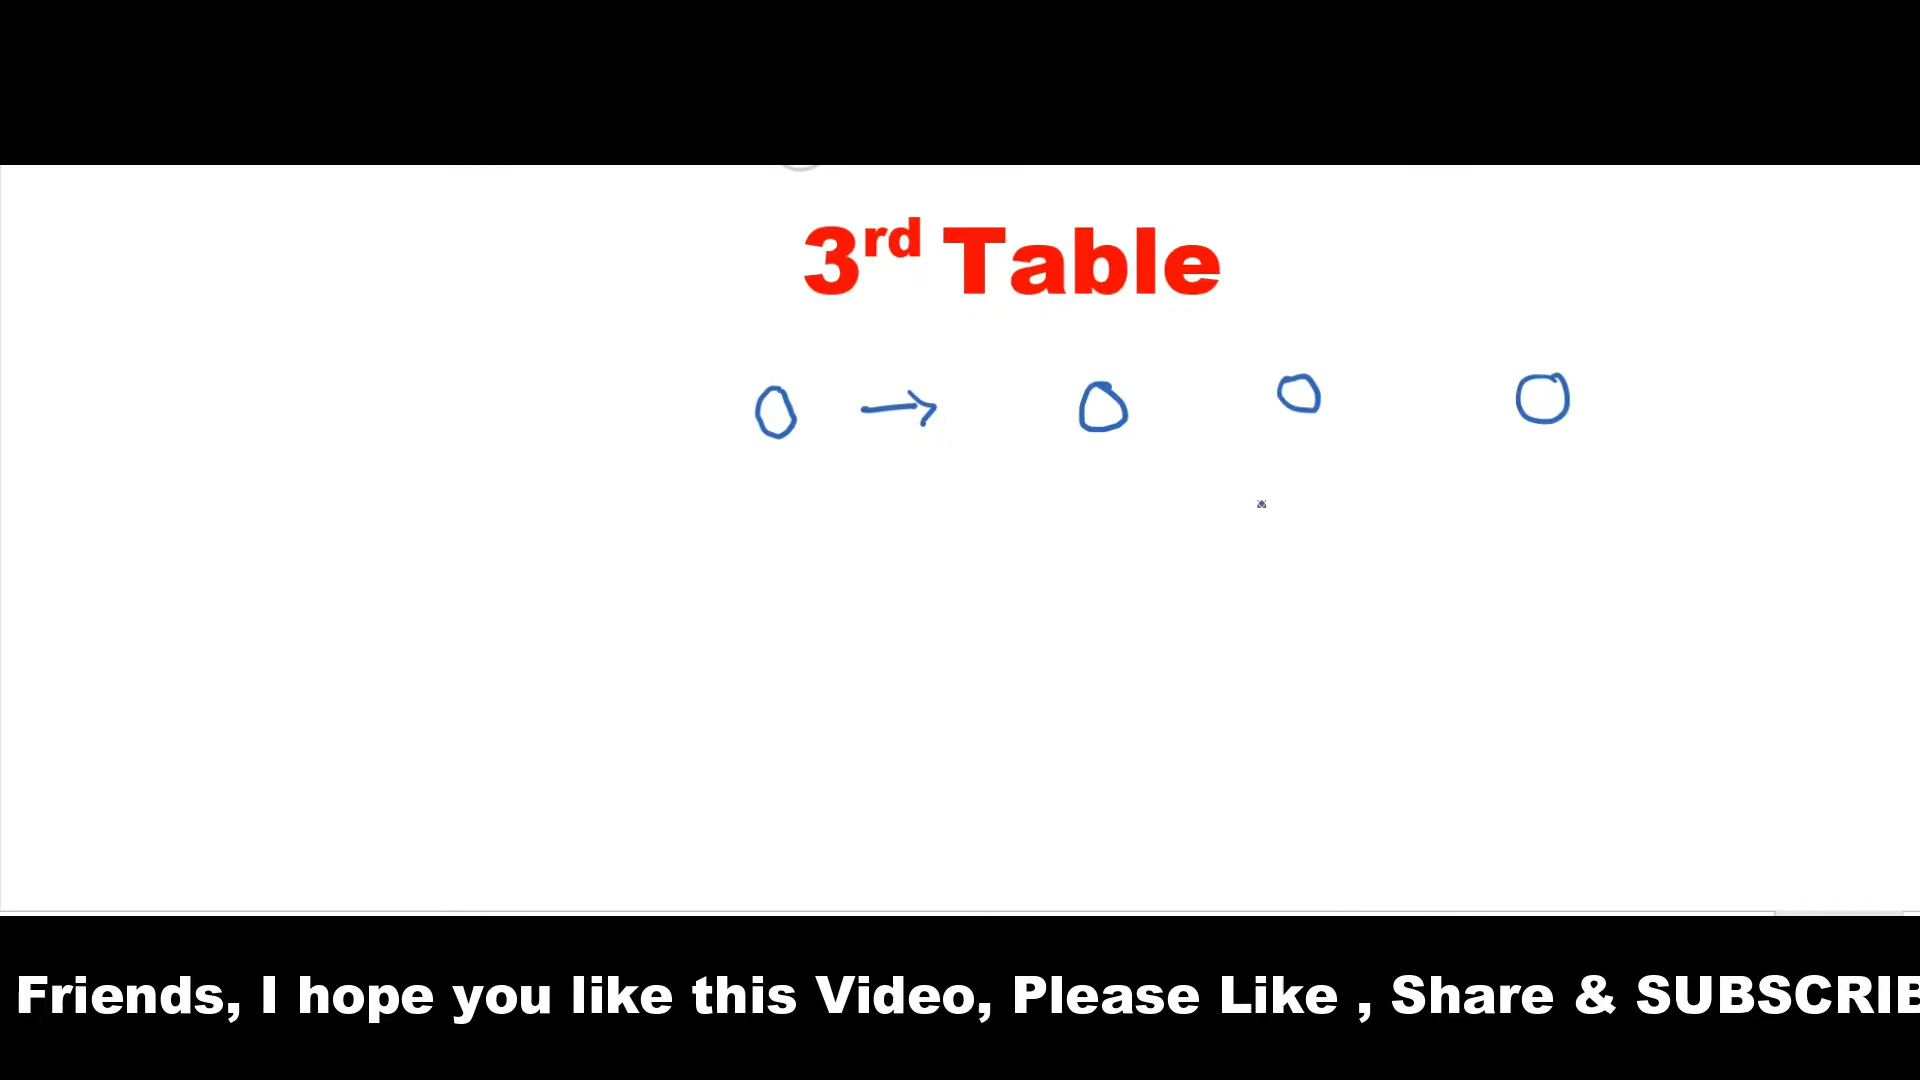 3rd Table
0 → 0 0 0
Friends, I hope you like this Video, Please Like , Share & SUBSCRIB